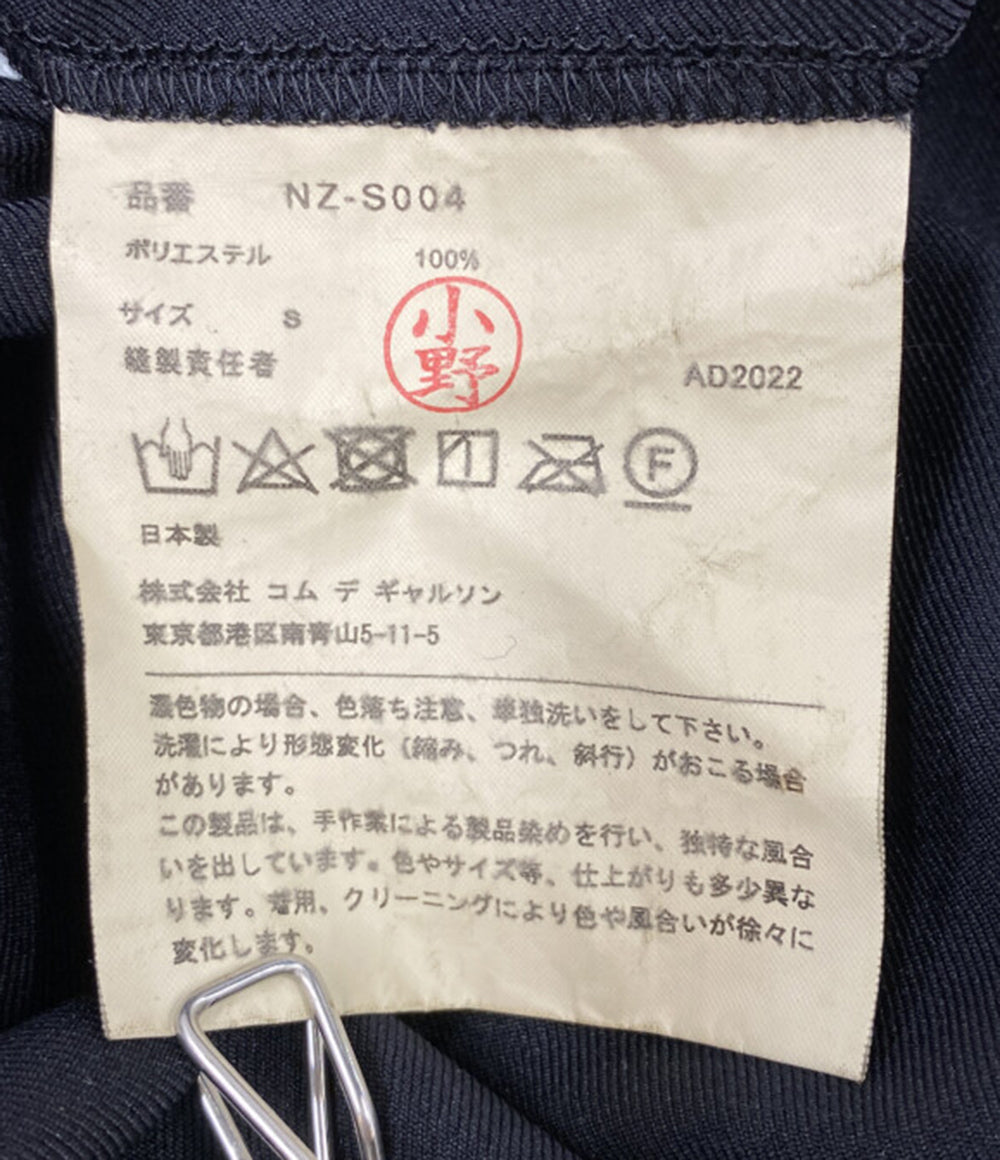 品番 NZ-S004
ポリエステル 100%
サイズ S
小野
縫製責任者
AD2022
F
日本製
株式会社 コム デ ギャルソン
東京都港区南青山5-11-5
濃色物の場合、色落ち注意、単独洗いをして下さい。
洗濯により形態変化（縮み、つれ、斜行）がおこる場合
があります。
この製品は、手作業による製品染めを行い、独特な風合
いを出しています。色やサイズ等、仕上がりも多少異な
ります。着用、クリーニングにより色や風合いが徐々に
変化します。